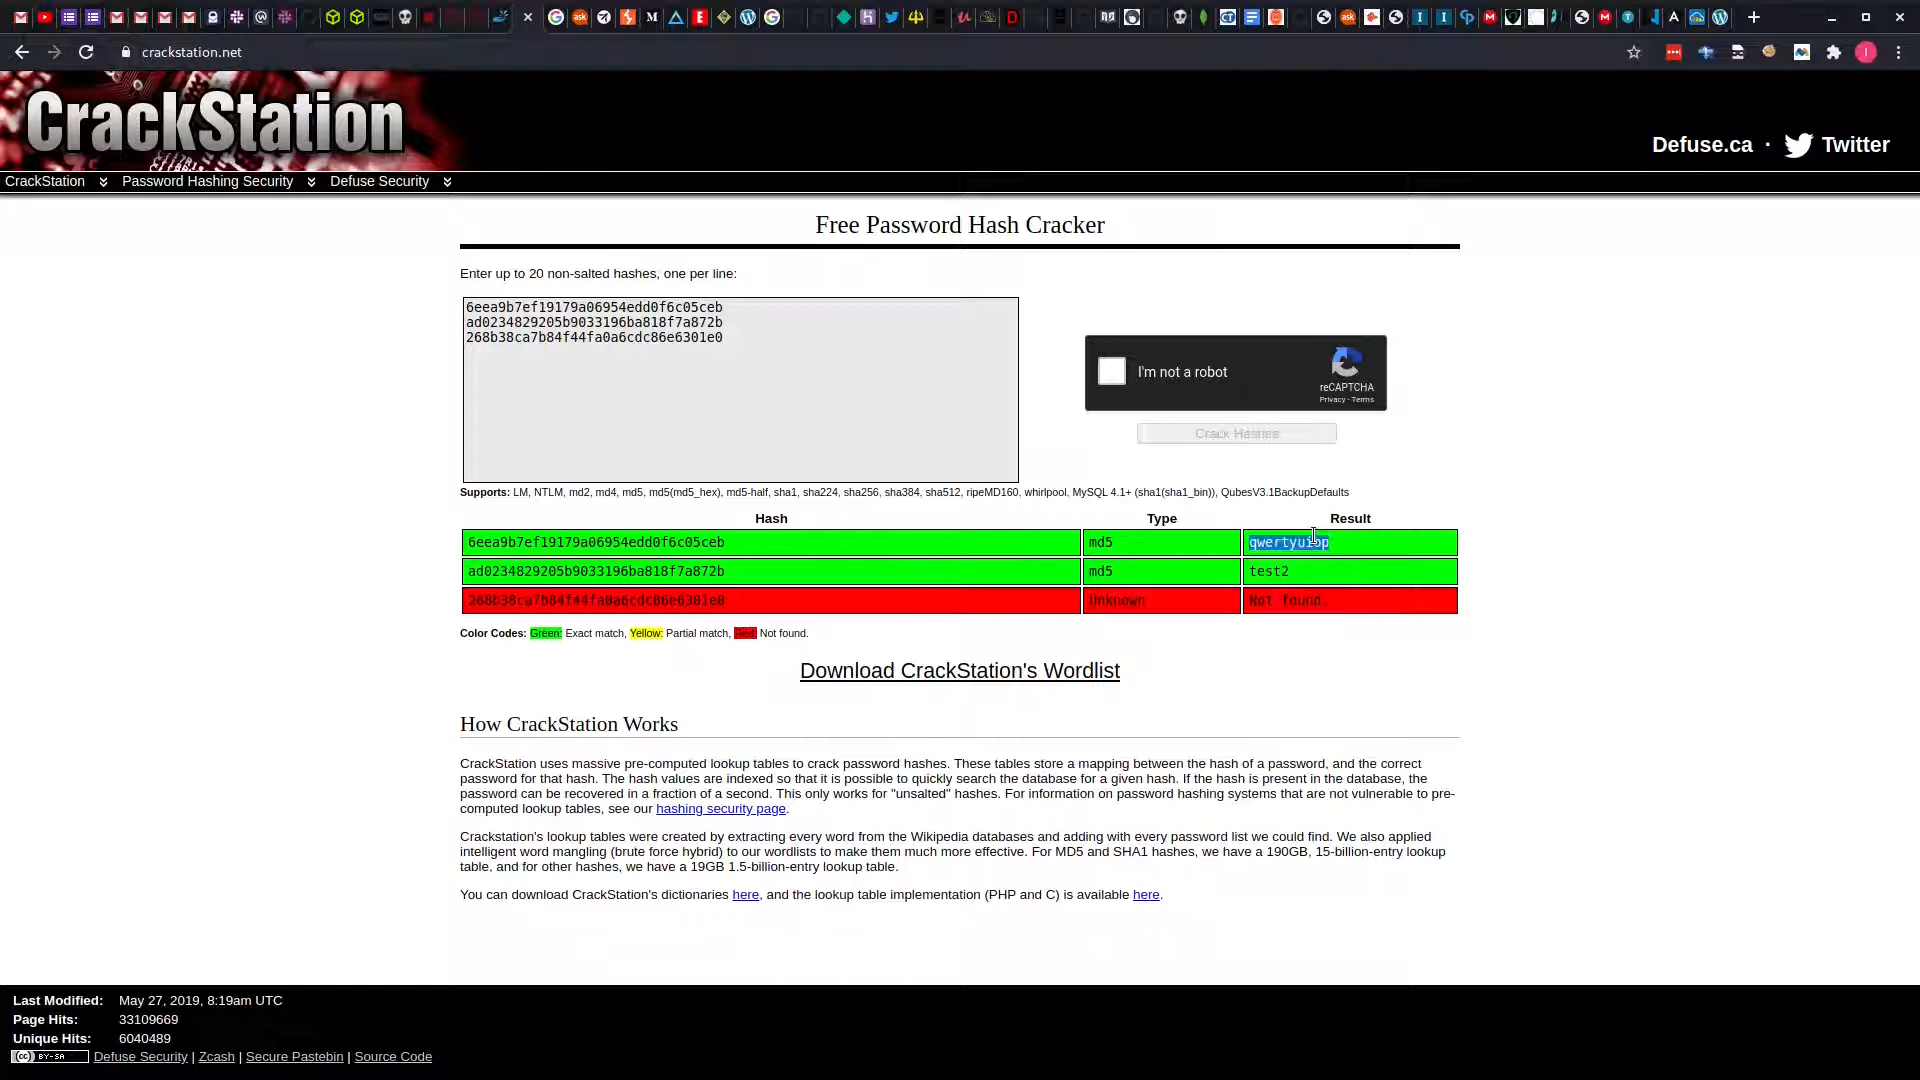 crackstation.net
CrackStation
Defuse.ca · Twitter
CrackStation Password Hashing Security Defuse Security
Free Password Hash Cracker
Enter up to 20 non-salted hashes, one per line:
6eea9b7ef19179a06954edd0f6c05ceb
ad0234829205b9033196ba818f7a872b
268b38ca7b84f44fa0a6cdc86e6301e0
I'm not a robot
reCAPTCHA
Privacy - Terms
Crack Hashes
Supports: LM, NTLM, md2, md4, md5, md5(md5_hex), md5-half, sha1, sha224, sha256, sha384, sha512, ripeMD160, whirlpool, MySQL 4.1+ (sha1(sha1_bin)), QubesV3.1BackupDefaults
Hash Type Result
6eea9b7ef19179a06954edd0f6c05ceb md5 qwertyuiop
ad0234829205b9033196ba818f7a872b md5 test2
268b38ca7b84f44fa0a6cdc86e6301e0 Unknown Not found.
Color Codes: Green: Exact match, Yellow: Partial match, Red: Not found.
Download CrackStation's Wordlist
How CrackStation Works
CrackStation uses massive pre-computed lookup tables to crack password hashes. These tables store a mapping between the hash of a password, and the correct
password for that hash. The hash values are indexed so that it is possible to quickly search the database for a given hash. If the hash is present in the database, the
password can be recovered in a fraction of a second. This only works for "unsalted" hashes. For information on password hashing systems that are not vulnerable to pre-
computed lookup tables, see our hashing security page.
Crackstation's lookup tables were created by extracting every word from the Wikipedia databases and adding with every password list we could find. We also applied
intelligent word mangling (brute force hybrid) to our wordlists to make them much more effective. For MD5 and SHA1 hashes, we have a 190GB, 15-billion-entry lookup
table, and for other hashes, we have a 19GB 1.5-billion-entry lookup table.
You can download CrackStation's dictionaries here, and the lookup table implementation (PHP and C) is available here.
Last Modified: May 27, 2019, 8:19am UTC
Page Hits: 33109669
Unique Hits: 6040489
(cc) BY-SA Defuse Security | Zcash | Secure Pastebin | Source Code